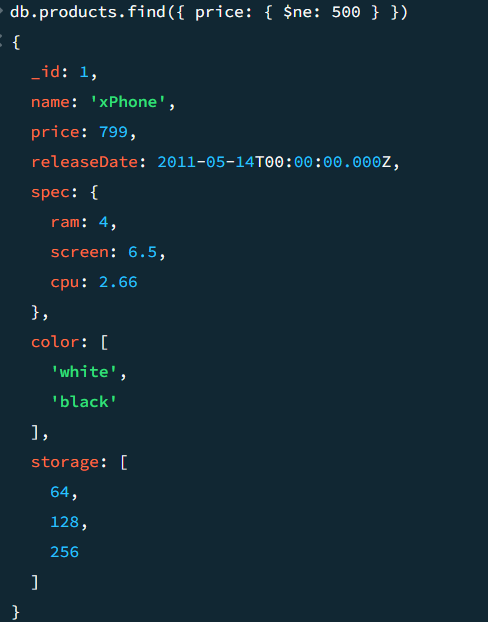 db.products.find({ price: { $ne: 500 } })
{
  _id: 1,
  name: 'xPhone',
  price: 799,
  releaseDate: 2011-05-14T00:00:00.000Z,
  spec: {
    ram: 4,
    screen: 6.5,
    cpu: 2.66
  },
  color: [
    'white',
    'black'
  ],
  storage: [
    64,
    128,
    256
  ]
}